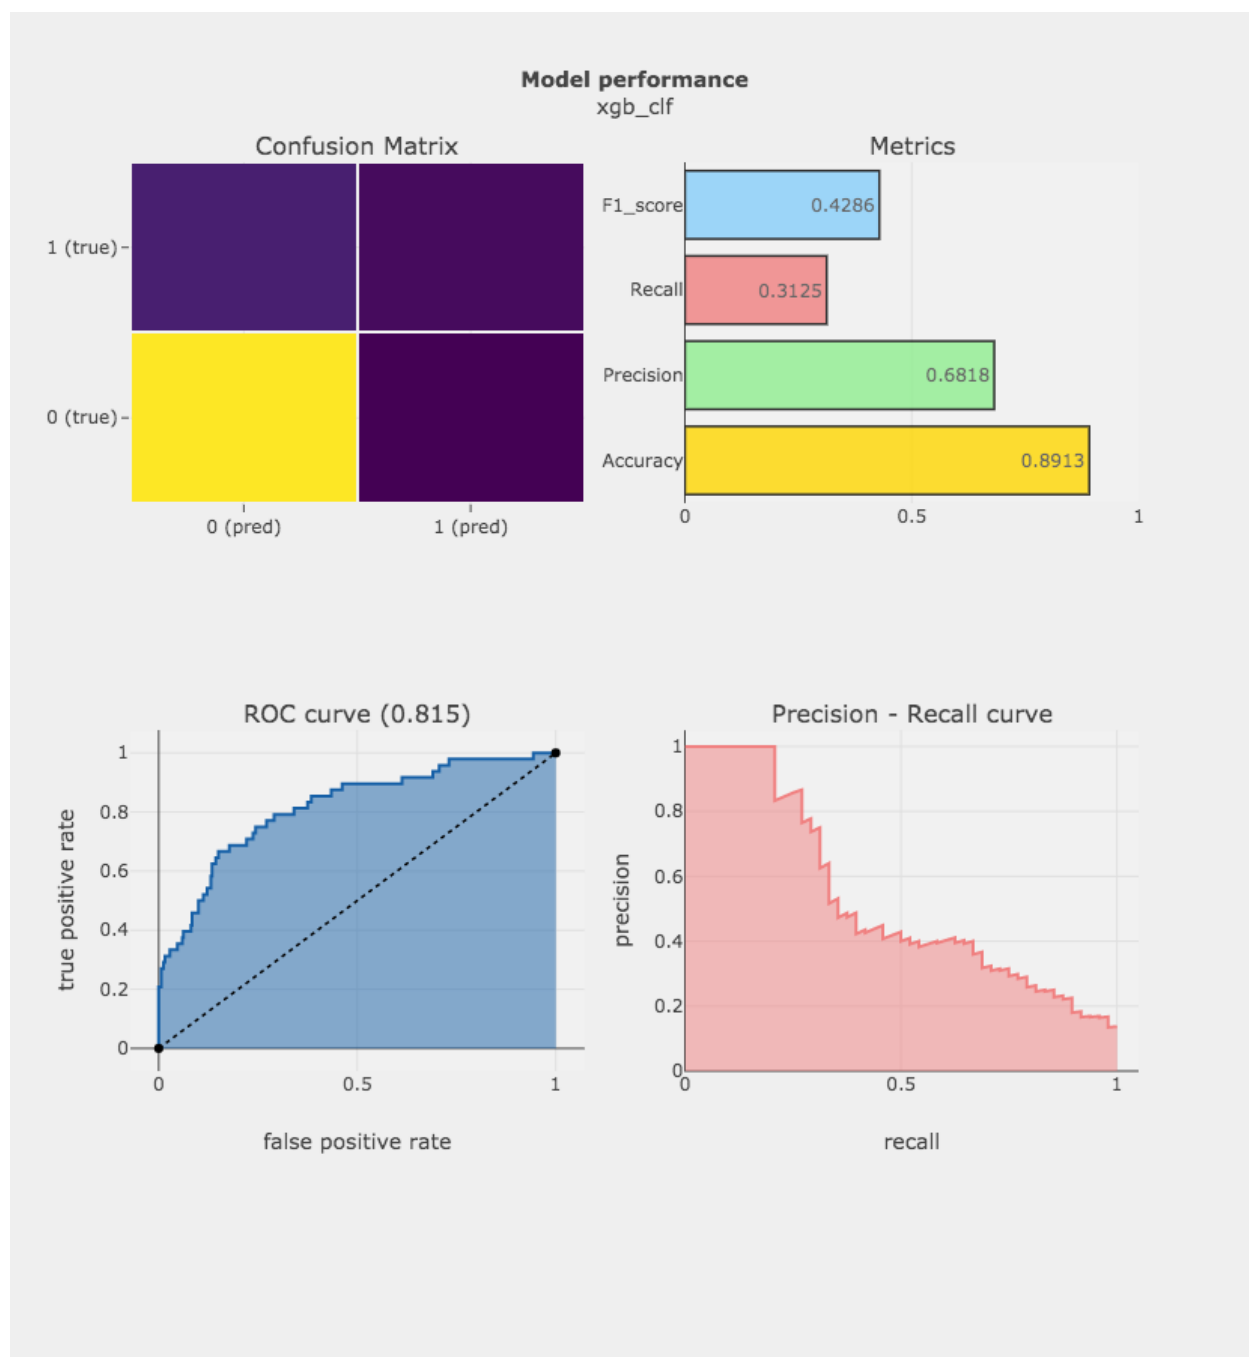 Model performance
xgb_clf
Confusion Matrix
1 (true)
0 (true)
0 (pred) 1 (pred)
Metrics
F1_score 0.4286
Recall 0.3125
Precision 0.6818
Accuracy 0.8913
0 0.5 1
ROC curve (0.815)
true positive rate
1
0.8
0.6
0.4
0.2
0
0 0.5 1
false positive rate
Precision - Recall curve
precision
1
0.8
0.6
0.4
0.2
0
0 0.5 1
recall